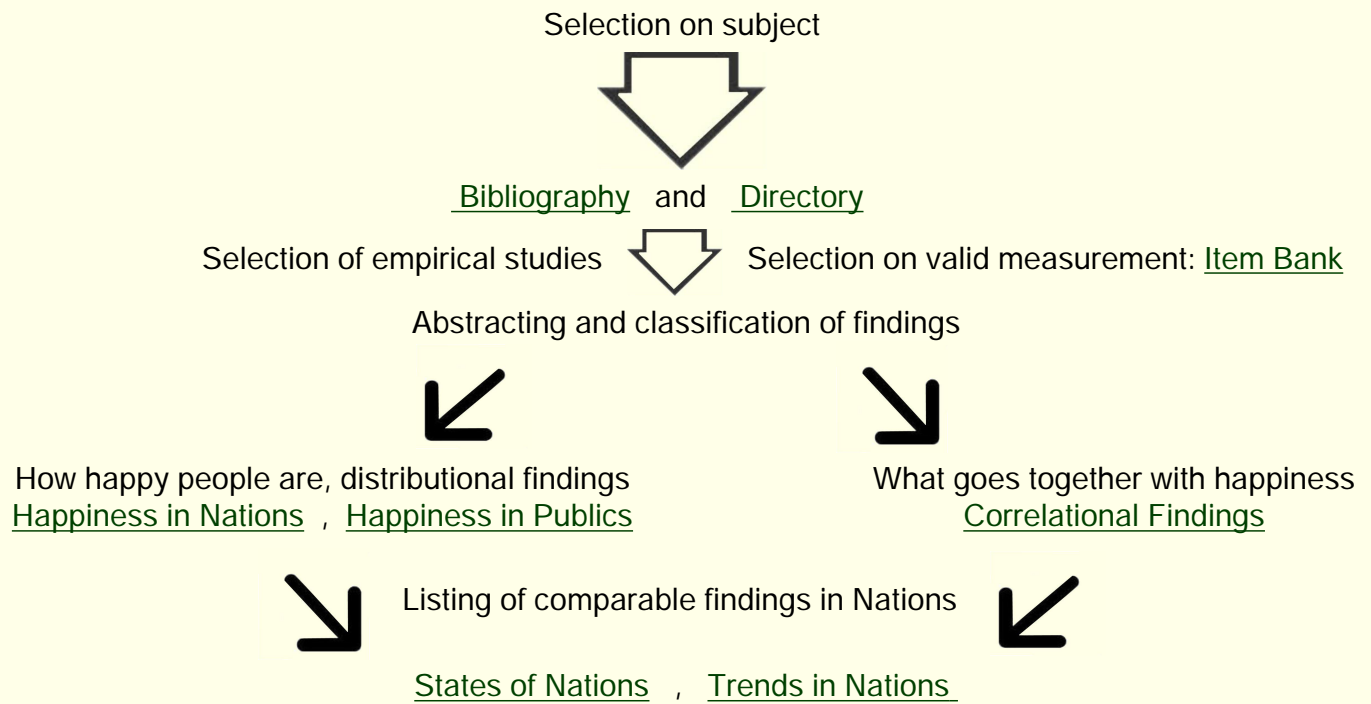 Selection on subject
Bibliography and Directory
Selection of empirical studies Selection on valid measurement: Item Bank
Abstracting and classification of findings
How happy people are, distributional findings
Happiness in Nations , Happiness in Publics
What goes together with happiness
Correlational Findings
Listing of comparable findings in Nations
States of Nations , Trends in Nations